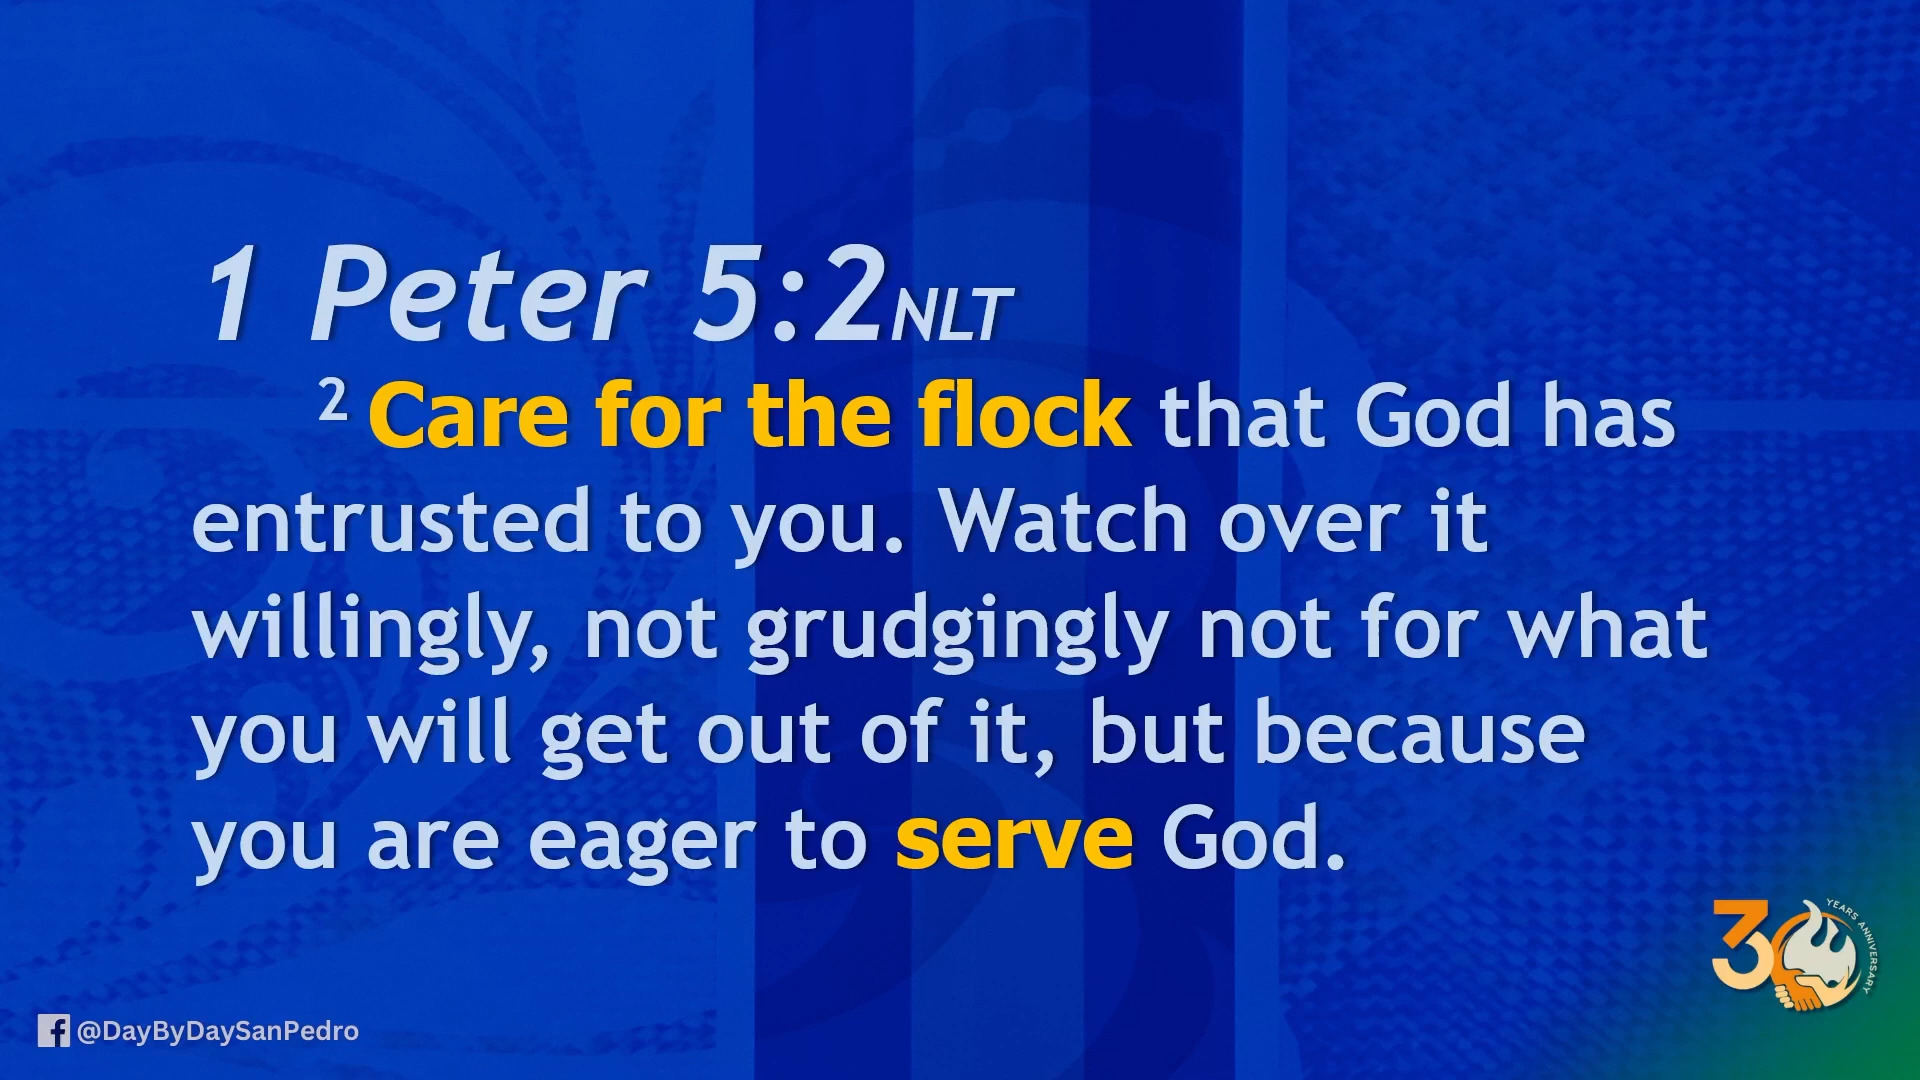 1 Peter 5:2NLT
2 Care for the flock that God has
entrusted to you. Watch over it
willingly, not grudgingly not for what
you will get out of it, but because
you are eager to serve God.
30 YEARS ANNIVERSARY
@DayByDaySanPedro